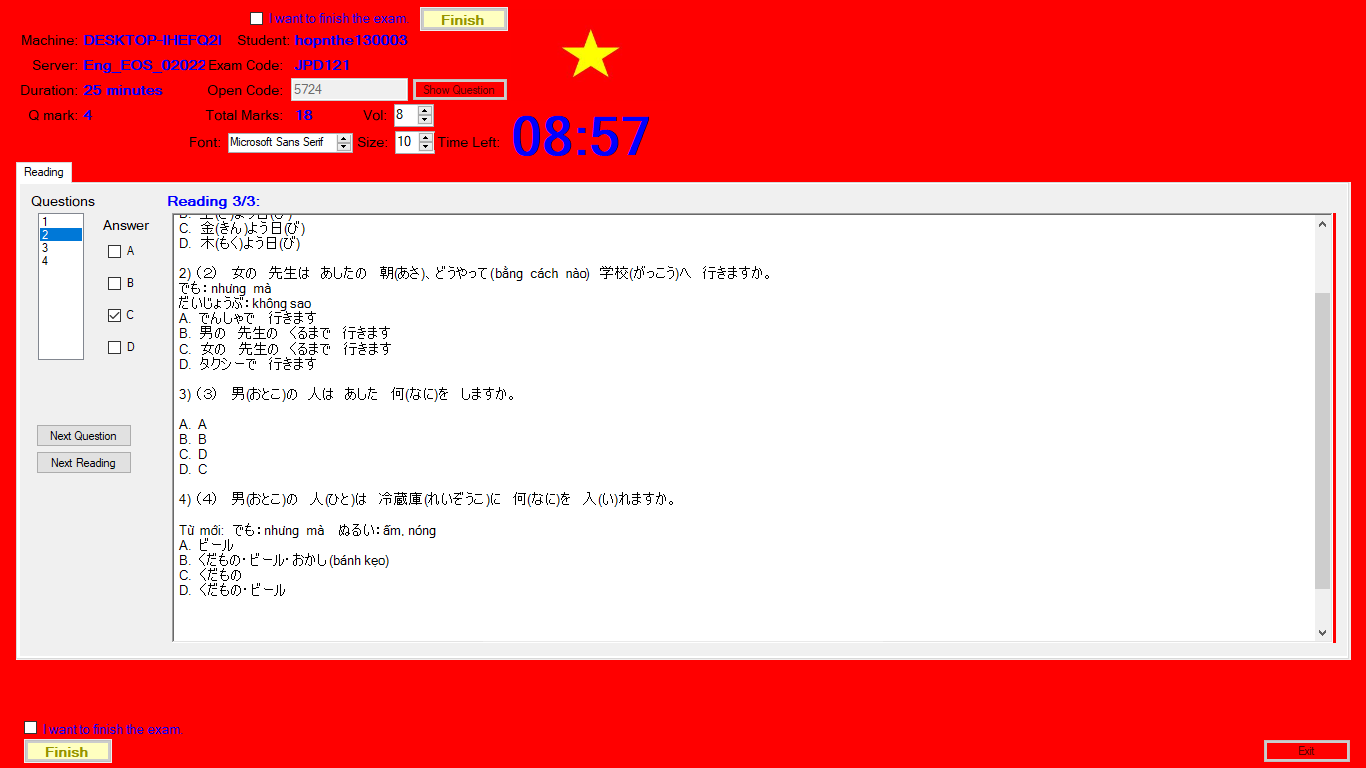 I want to finish the exam.
Finish
Machine: DESKTOP-IHEFQ2I Student: hopnthe130003
Server: Eng_EOS_02022 Exam Code: JPD121
Duration: 25 minutes Open Code: 5724 Show Question
Q mark: 4 Total Marks: 18 Vol: 8
Font: Microsoft Sans Serif Size: 10 Time Left: 08:57
Reading
Questions
Reading 3/3:
1
2
3
4
Answer
A
B
C
D
Next Question
Next Reading
C. 金(きん)よう日(び)
D. 木(もく)よう日(び)
2) （２） 女の 先生は あしたの 朝(あさ)、どうやって(bằng cách nào) 学校(がっこう)へ 行きますか。
でも：nhưng mà
だいじょうぶ：không sao
A. でんしゃで 行きます
B. 男の 先生の くるまで 行きます
C. 女の 先生の くるまで 行きます
D. タクシーで 行きます
3) （３） 男(おとこ)の 人は あした 何(なに)を しますか。
A. A
B. B
C. D
D. C
4) （４） 男(おとこ)の 人(ひと)は 冷蔵庫(れいぞうこ)に 何(なに)を 入(い)れますか。
Từ mới: でも：nhưng mà ぬるい：ấm, nóng
A. ビール
B. くだもの・ビール・おかし(bánh kẹo)
C. くだもの
D. くだもの・ビール
I want to finish the exam.
Finish
Exit